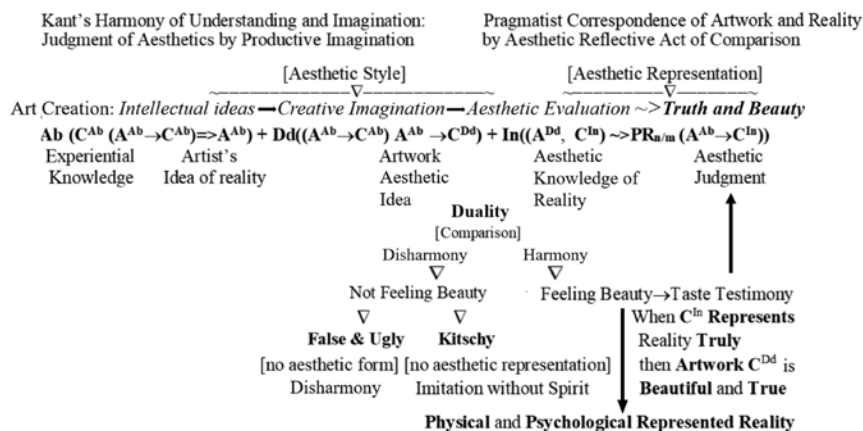 Kant's Harmony of Understanding and Imagination: Pragmatist Correspondence of Artwork and Reality
Judgment of Aesthetics by Productive Imagination by Aesthetic Reflective Act of Comparison
[Aesthetic Style] [Aesthetic Representation]
Art Creation: Intellectual ideas ➞Creative Imagination➞Aesthetic Evaluation ~>Truth and Beauty
Ab (C^Ab (A^Ab→C^Ab)=>A^Ab) + Dd((A^Ab→C^Ab) A^Ab →C^Dd) + In((A^Dd, C^In) ~>PR_n/m (A^Ab→C^In))
Experiential Artist's Artwork Aesthetic Aesthetic
Knowledge Idea of reality Aesthetic Knowledge of Judgment
Idea Reality
Duality
[Comparison]
Disharmony Harmony
∇ ∇
Not Feeling Beauty Feeling Beauty→Taste Testimony
∇ ∇ When C^In Represents
False & Ugly Kitschy Reality Truly
[no aesthetic form] [no aesthetic representation] then Artwork C^Dd is
Disharmony Imitation without Spirit Beautiful and True
Physical and Psychological Represented Reality